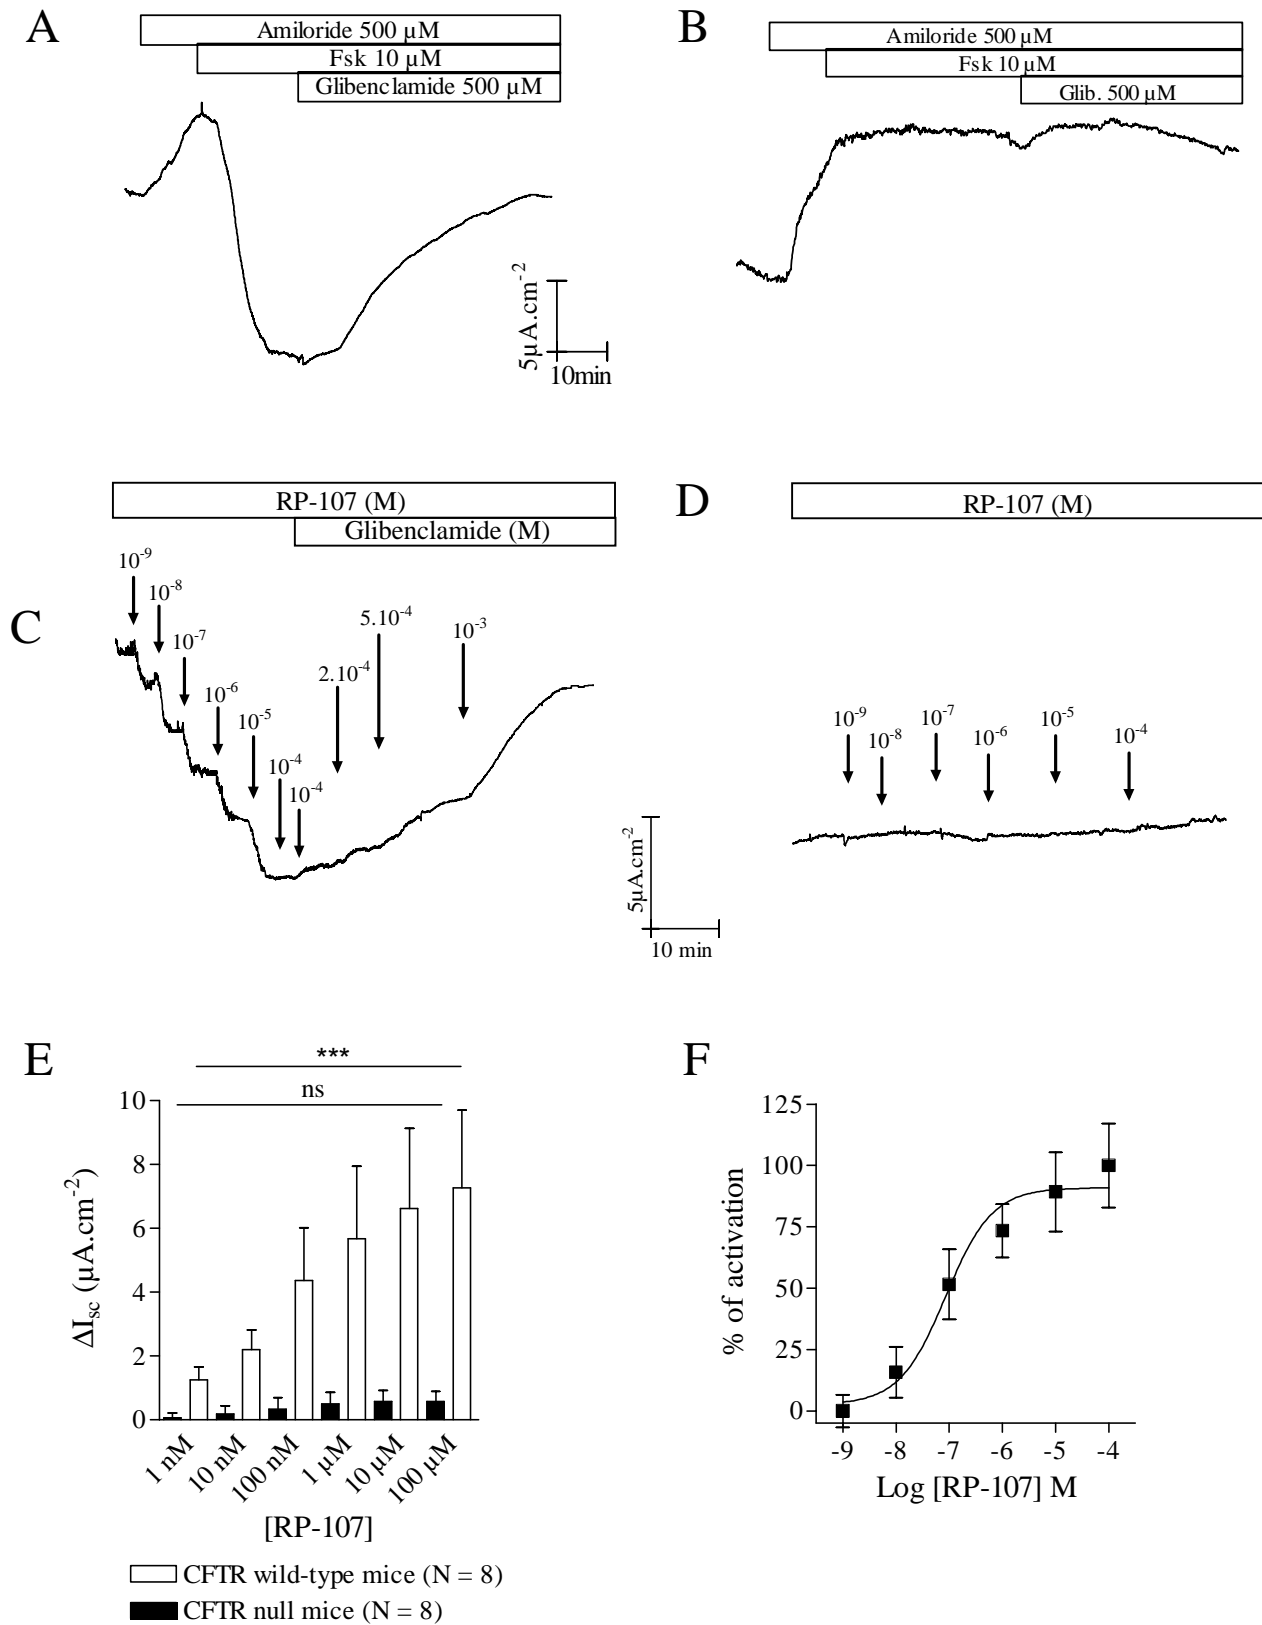 A
Amiloride 500 µM
Fsk 10 µM
Glibenclamide 500 µM
5µA.cm-2
10min
B
Amiloride 500 µM
Fsk 10 µM
Glib. 500 µM
C
RP-107 (M)
Glibenclamide (M)
10-9
10-8
10-7
10-6
10-5
10-4
10-4
2.10-4
5.10-4
10-3
5µA.cm-2
10 min
D
RP-107 (M)
10-9
10-8
10-7
10-6
10-5
10-4
E
***
ns
10
8
6
4
2
0
ΔIsc (µA.cm-2)
1 nM
10 nM
100 nM
1 µM
10 µM
100 µM
[RP-107]
CFTR wild-type mice (N = 8)
CFTR null mice (N = 8)
F
125
100
75
50
25
0
% of activation
-9 -8 -7 -6 -5 -4
Log [RP-107] M